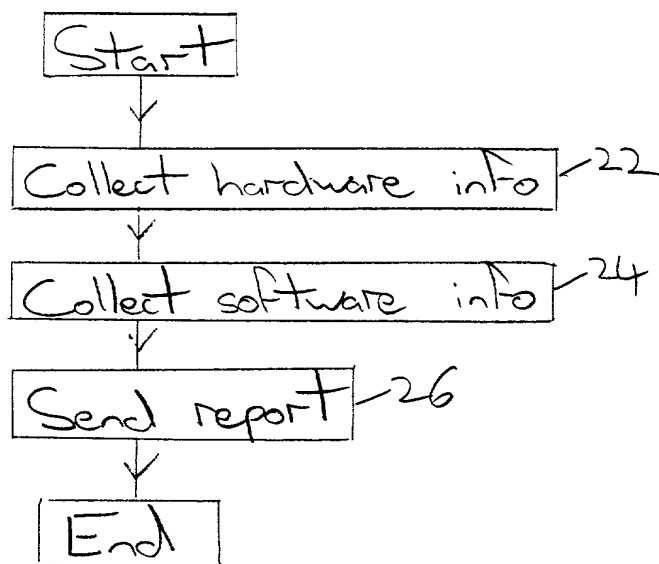 Start
Collect hardware info 22
Collect software info 24
Send report 26
End